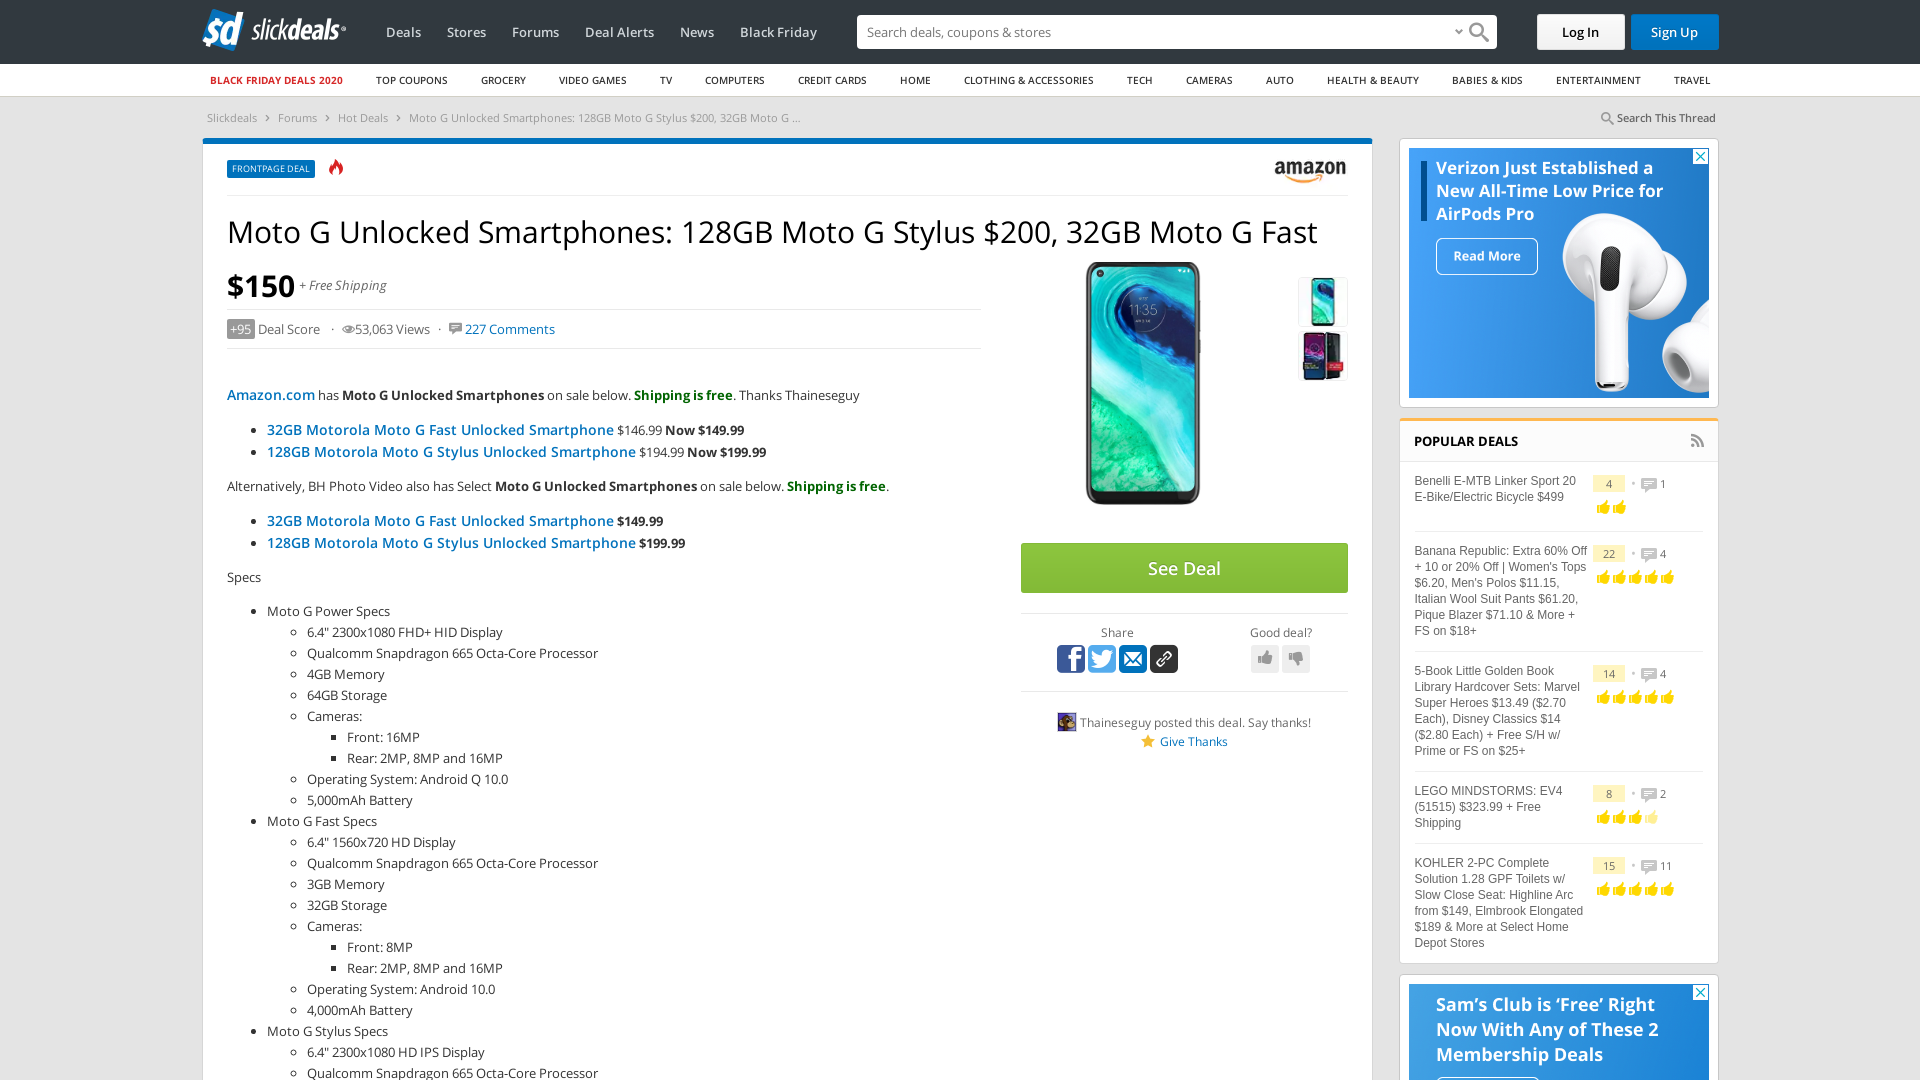 slickdeals
Deals
Stores
Forums
Deal Alerts
News
Black Friday
Search deals, coupons & stores
Log In
Sign Up
BLACK FRIDAY DEALS 2020
TOP COUPONS
GROCERY
VIDEO GAMES
TV
COMPUTERS
CREDIT CARDS
HOME
CLOTHING & ACCESSORIES
TECH
CAMERAS
AUTO
HEALTH & BEAUTY
BABIES & KIDS
ENTERTAINMENT
TRAVEL
Slickdeals › Forums › Hot Deals › Moto G Unlocked Smartphones: 128GB Moto G Stylus $200, 32GB Moto G ...
Search This Thread
FRONTPAGE DEAL
amazon
Moto G Unlocked Smartphones: 128GB Moto G Stylus $200, 32GB Moto G Fast
$150 + Free Shipping
+95 Deal Score · 53,063 Views · 227 Comments
Amazon.com has Moto G Unlocked Smartphones on sale below. Shipping is free. Thanks Thaineseguy
32GB Motorola Moto G Fast Unlocked Smartphone $146.99 Now $149.99
128GB Motorola Moto G Stylus Unlocked Smartphone $194.99 Now $199.99
Alternatively, BH Photo Video also has Select Moto G Unlocked Smartphones on sale below. Shipping is free.
32GB Motorola Moto G Fast Unlocked Smartphone $149.99
128GB Motorola Moto G Stylus Unlocked Smartphone $199.99
Specs
Moto G Power Specs
6.4" 2300x1080 FHD+ HID Display
Qualcomm Snapdragon 665 Octa-Core Processor
4GB Memory
64GB Storage
Cameras:
Front: 16MP
Rear: 2MP, 8MP and 16MP
Operating System: Android Q 10.0
5,000mAh Battery
Moto G Fast Specs
6.4" 1560x720 HD Display
Qualcomm Snapdragon 665 Octa-Core Processor
3GB Memory
32GB Storage
Cameras:
Front: 8MP
Rear: 2MP, 8MP and 16MP
Operating System: Android 10.0
4,000mAh Battery
Moto G Stylus Specs
6.4" 2300x1080 HD IPS Display
Qualcomm Snapdragon 665 Octa-Core Processor
11:35
See Deal
Share
Good deal?
Thaineseguy posted this deal. Say thanks!
Give Thanks
Verizon Just Established a
New All-Time Low Price for
AirPods Pro
Read More
POPULAR DEALS
Benelli E-MTB Linker Sport 20
E-Bike/Electric Bicycle $499
4 • 1
Banana Republic: Extra 60% Off
+ 10 or 20% Off | Women's Tops
$6.20, Men's Polos $11.15,
Italian Wool Suit Pants $61.20,
Pique Blazer $71.10 & More +
FS on $18+
22 • 4
5-Book Little Golden Book
Library Hardcover Sets: Marvel
Super Heroes $13.49 ($2.70
Each), Disney Classics $14
($2.80 Each) + Free S/H w/
Prime or FS on $25+
14 • 4
LEGO MINDSTORMS: EV4
(51515) $323.99 + Free
Shipping
8 • 2
KOHLER 2-PC Complete
Solution 1.28 GPF Toilets w/
Slow Close Seat: Highline Arc
from $149, Elmbrook Elongated
$189 & More at Select Home
Depot Stores
15 • 11
Sam's Club is 'Free' Right
Now With Any of These 2
Membership Deals